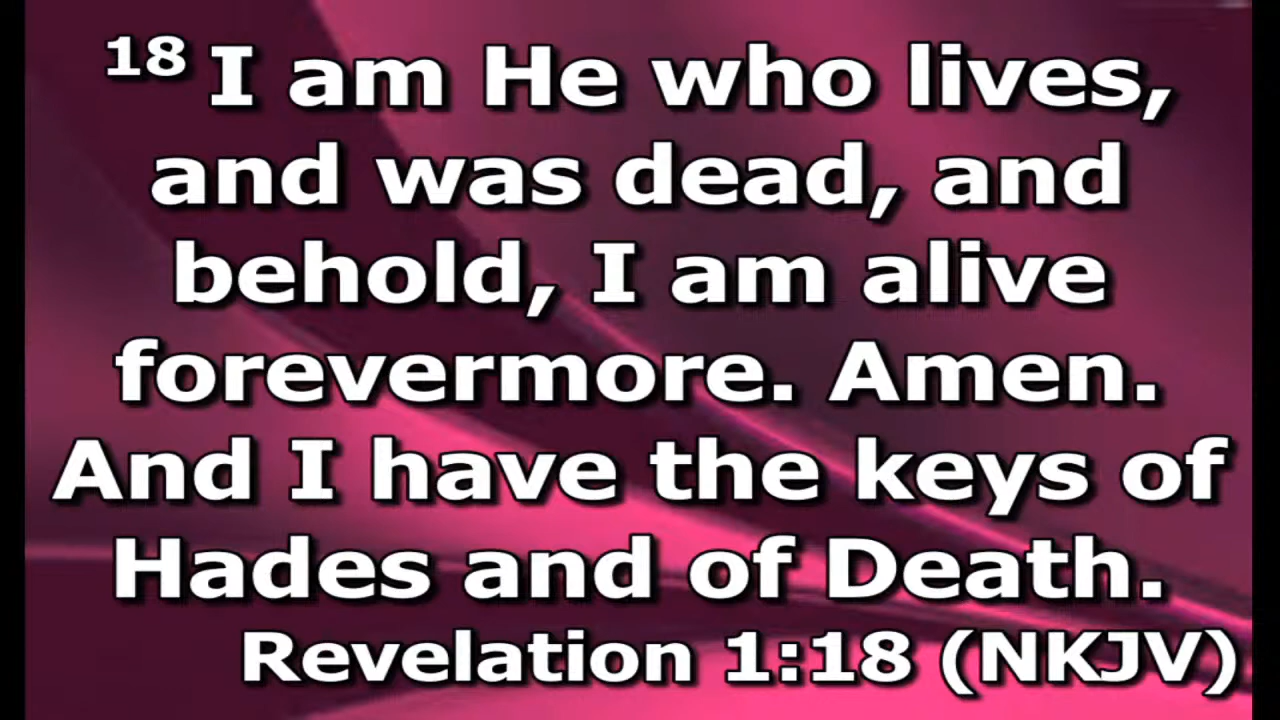 18 I am He who lives,
and was dead, and
behold, I am alive
forevermore. Amen.
And I have the keys of
Hades and of Death.
Revelation 1:18 (NKJV)